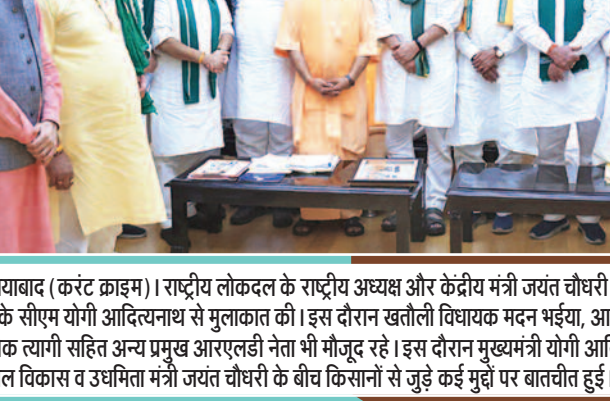 याबाद (करंट क्राइम)। राष्ट्रीय लोकदल के राष्ट्रीय अध्यक्ष और केंद्रीय मंत्री जयंत चौधरी
के सीएम योगी आदित्यनाथ से मुलाकात की। इस दौरान खतौली विधायक मदन भईया, आ
क त्यागी सहित अन्य प्रमुख आरएलडी नेता भी मौजूद रहे। इस दौरान मुख्यमंत्री योगी आदि
ल विकास व उधमिता मंत्री जयंत चौधरी के बीच किसानों से जुड़े कई मुद्दों पर बातचीत हुई।